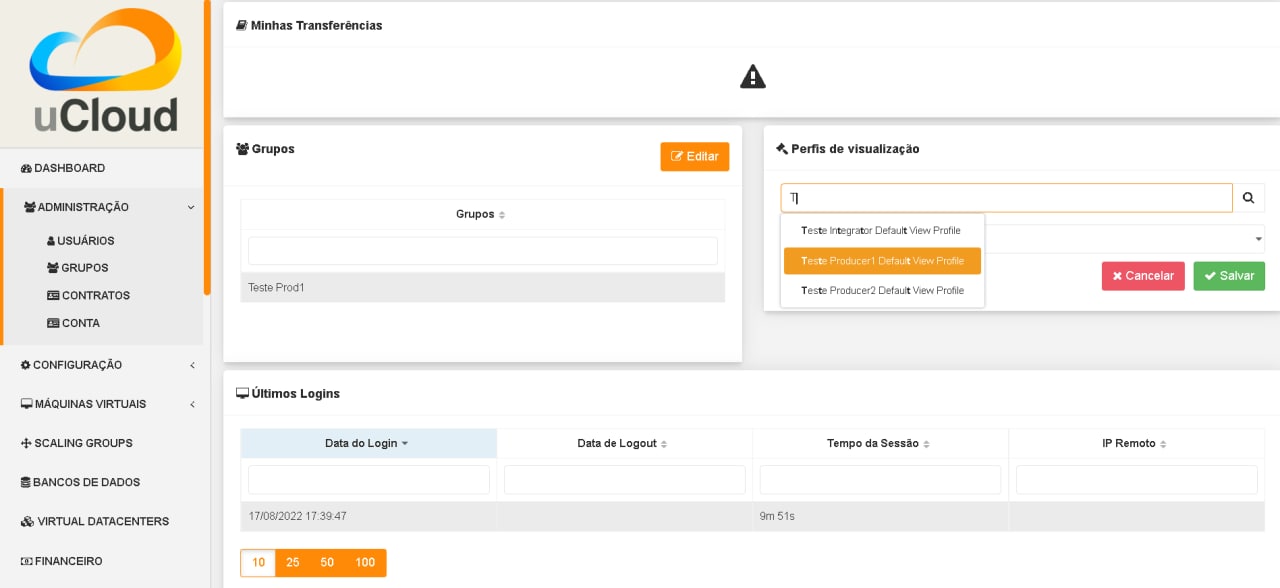 uCloud
DASHBOARD
ADMINISTRAÇÃO
USUÁRIOS
GRUPOS
CONTRATOS
CONTA
CONFIGURAÇÃO
MÁQUINAS VIRTUAIS
SCALING GROUPS
BANCOS DE DADOS
VIRTUAL DATACENTERS
FINANCEIRO
Minhas Transferências
Grupos
Editar
Grupos
Teste Prod1
Perfis de visualização
T
Teste Integrator Default View Profile
Teste Producer1 Default View Profile
Teste Producer2 Default View Profile
Cancelar Salvar
Últimos Logins
Data do Login Data de Logout Tempo da Sessão IP Remoto
17/08/2022 17:39:47 9m 51s
10 25 50 100